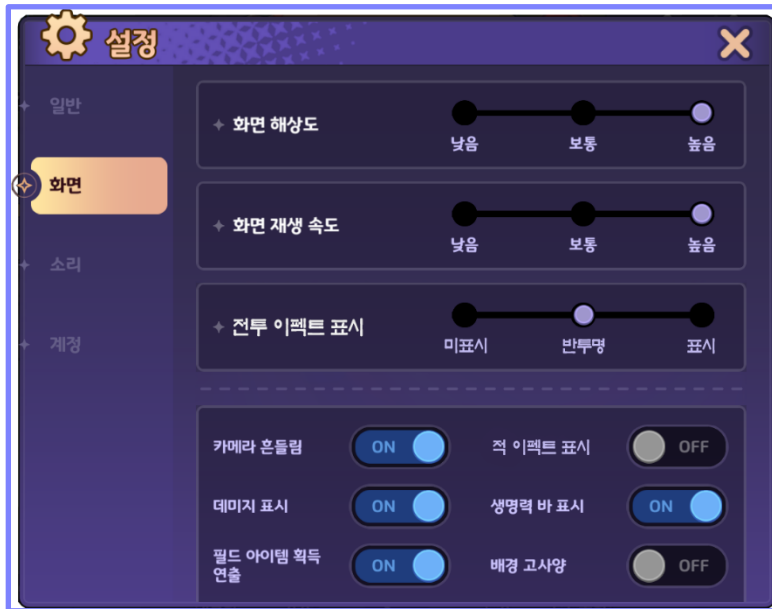 설정
일반
화면
소리
계정
화면 해상도
낮음 보통 높음
화면 재생 속도
낮음 보통 높음
전투 이펙트 표시
미표시 반투명 표시
카메라 흔들림 ON 적 이펙트 표시 OFF
데미지 표시 ON 생명력 바 표시 ON
필드 아이템 획득
연출 ON 배경 고사양 OFF